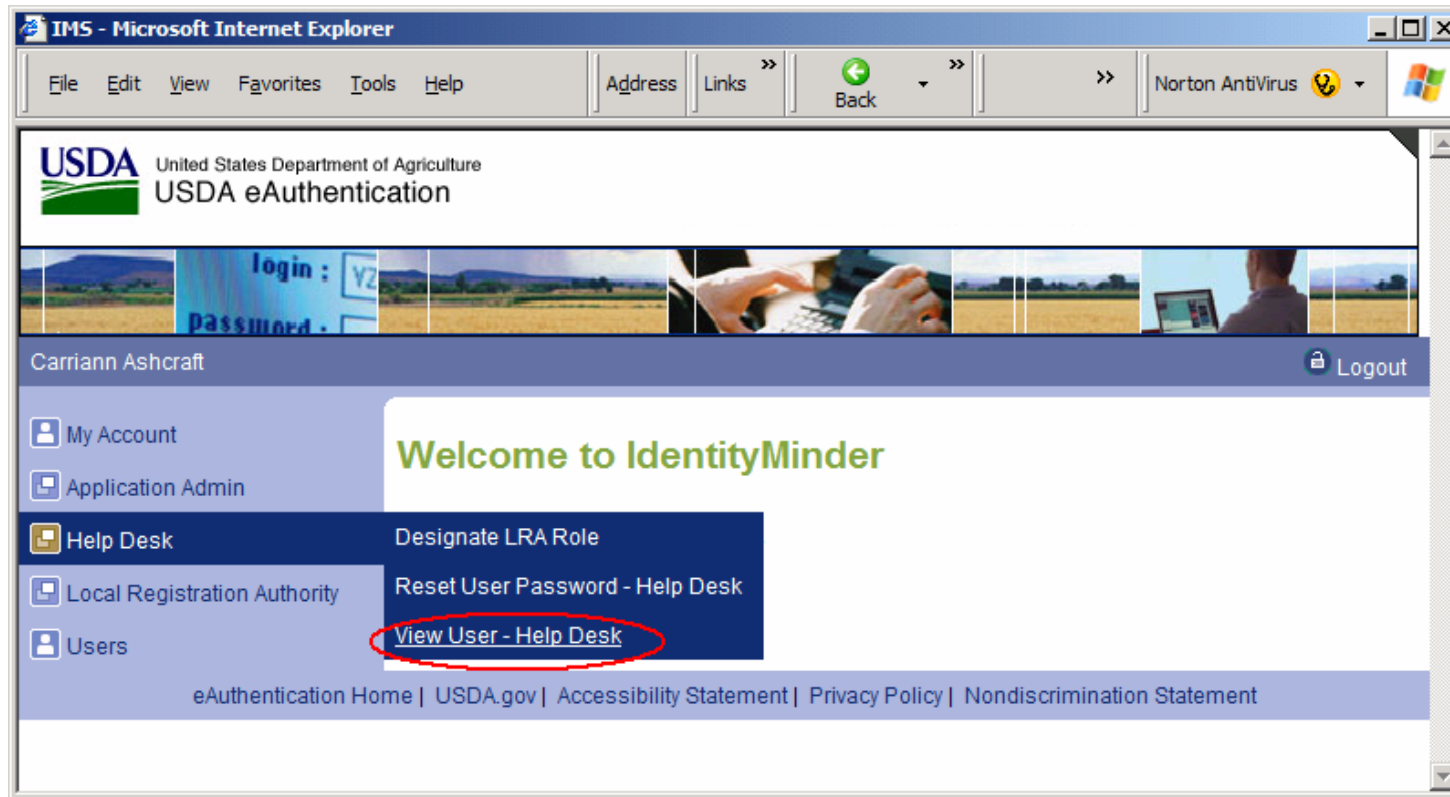 IMS - Microsoft Internet Explorer
File Edit View Favorites Tools Help Address Links » Back » » Norton AntiVirus
USDA United States Department of Agriculture
USDA eAuthentication
login : YZ
password :
Carriann Ashcraft Logout
My Account
Welcome to IdentityMinder
Application Admin
Help Desk
Designate LRA Role
Reset User Password - Help Desk
View User - Help Desk
Local Registration Authority
Users
eAuthentication Home | USDA.gov | Accessibility Statement | Privacy Policy | Nondiscrimination Statement